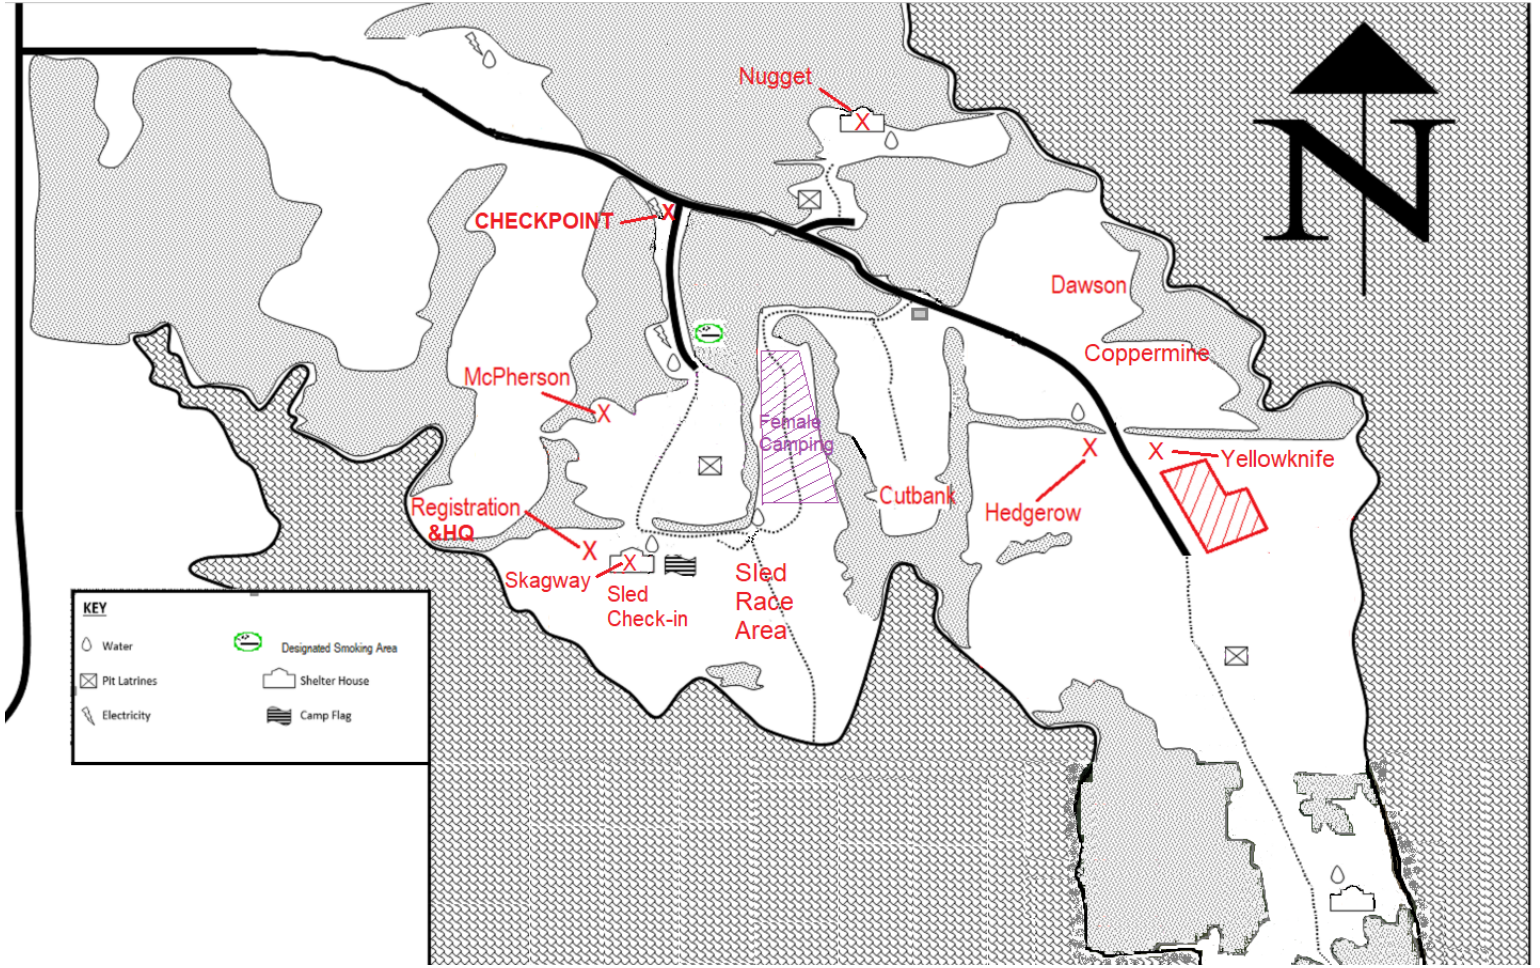 Nugget
N
CHECKPOINT
Dawson
Coppermine
McPherson
Female
Camping
Yellowknife
Cutbank
Hedgerow
Registration
&HQ
Skagway
Sled
Check-in
Sled
Race
Area
KEY
Water
Designated Smoking Area
Pit Latrines
Shelter House
Electricity
Camp Flag